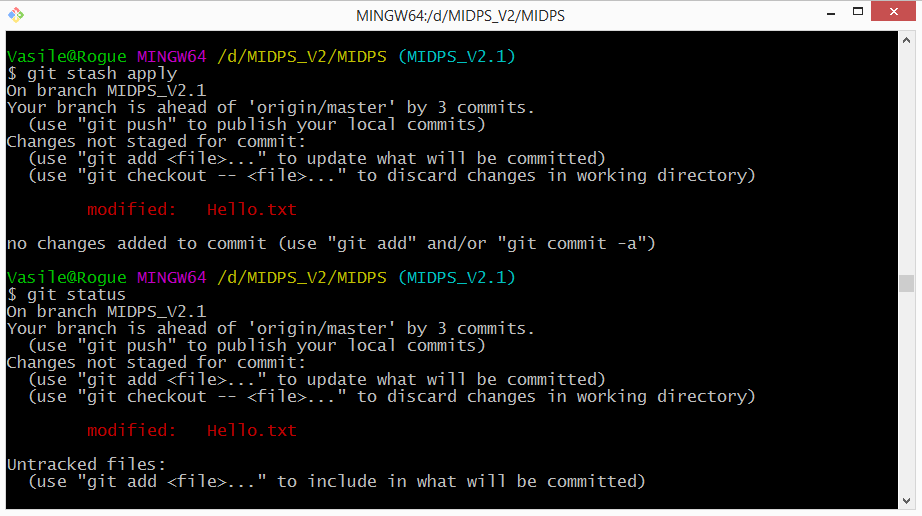 MINGW64:/d/MIDPS_V2/MIDPS
Vasile@Rogue MINGW64 /d/MIDPS_V2/MIDPS (MIDPS_V2.1)
$ git stash apply
On branch MIDPS_V2.1
Your branch is ahead of 'origin/master' by 3 commits.
  (use "git push" to publish your local commits)
Changes not staged for commit:
  (use "git add <file>..." to update what will be committed)
  (use "git checkout -- <file>..." to discard changes in working directory)
        modified:   Hello.txt
no changes added to commit (use "git add" and/or "git commit -a")
Vasile@Rogue MINGW64 /d/MIDPS_V2/MIDPS (MIDPS_V2.1)
$ git status
On branch MIDPS_V2.1
Your branch is ahead of 'origin/master' by 3 commits.
  (use "git push" to publish your local commits)
Changes not staged for commit:
  (use "git add <file>..." to update what will be committed)
  (use "git checkout -- <file>..." to discard changes in working directory)
        modified:   Hello.txt
Untracked files:
  (use "git add <file>..." to include in what will be committed)